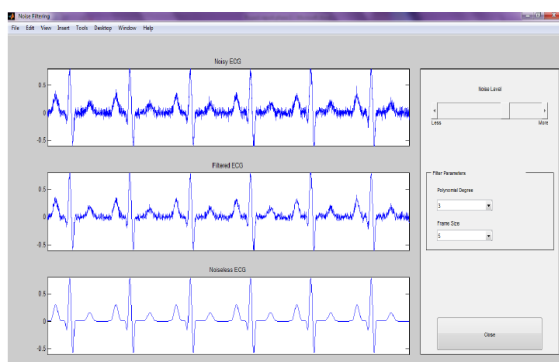 Noise Filtering
File Edit View Insert Tools Desktop Window Help
Noisy ECG
0.5
0
-0.5
Filtered ECG
0.5
0
-0.5
Noiseless ECG
0.5
0
-0.5
Noise Level
Less More
Filter Parameters
Polynomial Degree
3
Frame Size
5
Close